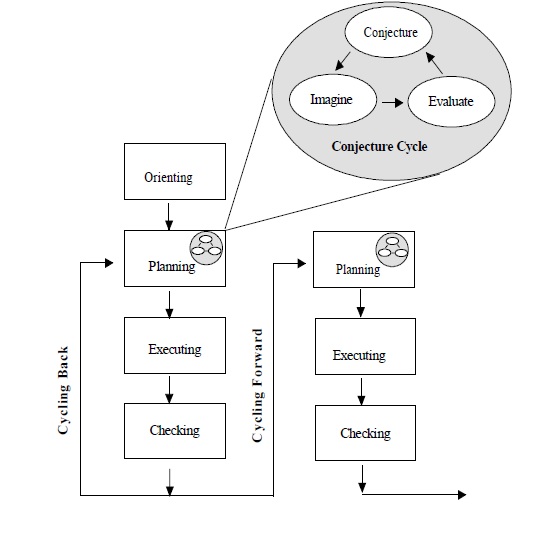 Conjecture
Imagine
Evaluate
Conjecture Cycle
Orienting
Planning
Planning
Executing
Executing
Checking
Checking
Cycling Back
Cycling Forward